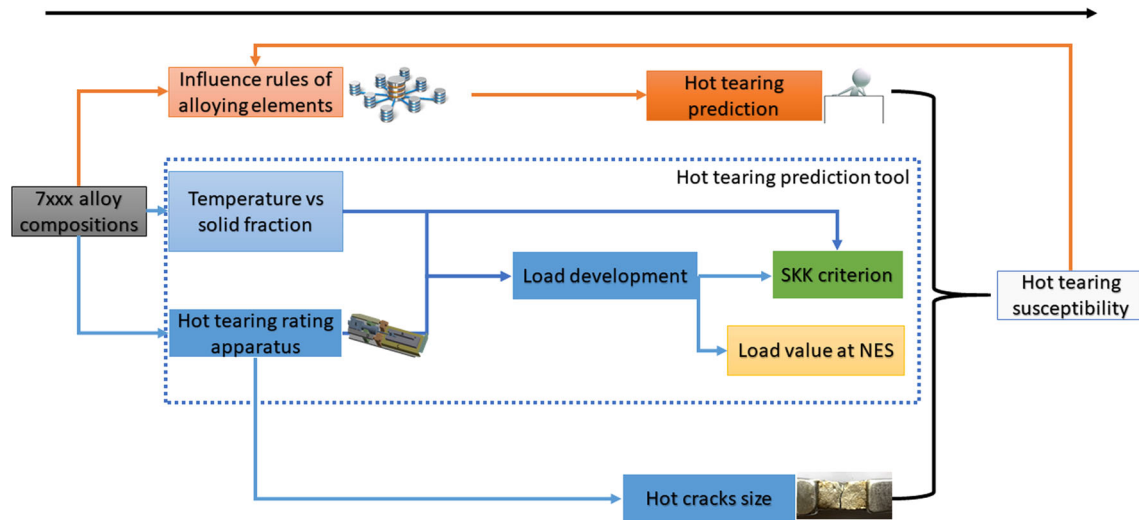 Influence rules of
alloying elements
Hot tearing
prediction
Hot tearing prediction tool
7xxx alloy
compositions
Temperature vs
solid fraction
Load development
SKK criterion
Hot tearing
susceptibility
Hot tearing rating
apparatus
Load value at NES
Hot cracks size